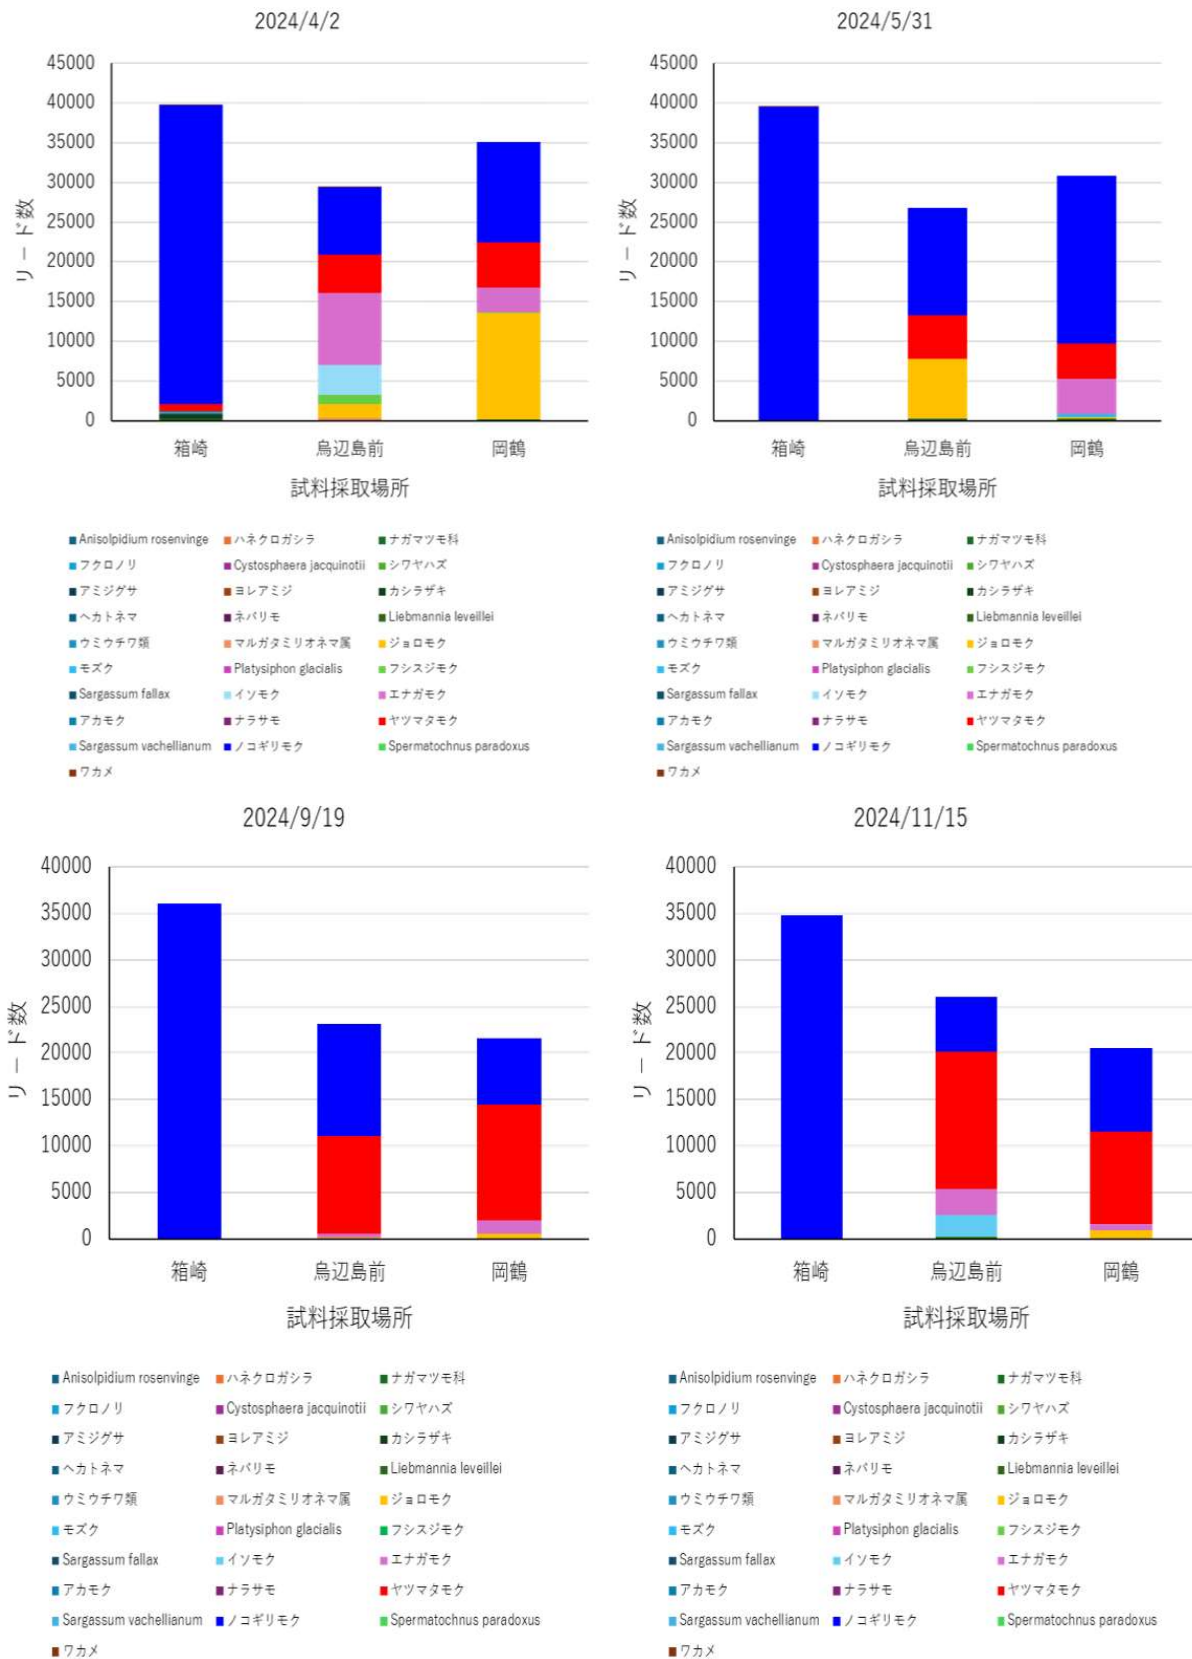 2024/4/2
45000
40000
35000
30000
25000
20000
15000
10000
5000
0
リード数
箱崎 鳥辺島前 岡鶴
試料採取場所
Anisolpidium rosenvinge ハネクロガシラ ナガマツモ科
フクロノリ Cystosphaera jacquinotii シワヤハズ
アミジグサ ヨレアミジ カシラザキ
ヘカトネマ ネバリモ Liebmannia leveillei
ウミウチワ類 マルガタミリオネマ属 ジョロモク
モズク Platysiphon glacialis フシスジモク
Sargassum fallax イソモク エナガモク
アカモク ナラサモ ヤツマタモク
Sargassum vachellianum ノコギリモク Spermatochnus paradoxus
ワカメ
2024/5/31
45000
40000
35000
30000
25000
20000
15000
10000
5000
0
リード数
箱崎 鳥辺島前 岡鶴
試料採取場所
Anisolpidium rosenvinge ハネクロガシラ ナガマツモ科
フクロノリ Cystosphaera jacquinotii シワヤハズ
アミジグサ ヨレアミジ カシラザキ
ヘカトネマ ネバリモ Liebmannia leveillei
ウミウチワ類 マルガタミリオネマ属 ジョロモク
モズク Platysiphon glacialis フシスジモク
Sargassum fallax イソモク エナガモク
アカモク ナラサモ ヤツマタモク
Sargassum vachellianum ノコギリモク Spermatochnus paradoxus
ワカメ
2024/9/19
40000
35000
30000
25000
20000
15000
10000
5000
0
リード数
箱崎 鳥辺島前 岡鶴
試料採取場所
Anisolpidium rosenvinge ハネクロガシラ ナガマツモ科
フクロノリ Cystosphaera jacquinotii シワヤハズ
アミジグサ ヨレアミジ カシラザキ
ヘカトネマ ネバリモ Liebmannia leveillei
ウミウチワ類 マルガタミリオネマ属 ジョロモク
モズク Platysiphon glacialis フシスジモク
Sargassum fallax イソモク エナガモク
アカモク ナラサモ ヤツマタモク
Sargassum vachellianum ノコギリモク Spermatochnus paradoxus
ワカメ
2024/11/15
40000
35000
30000
25000
20000
15000
10000
5000
0
リード数
箱崎 鳥辺島前 岡鶴
試料採取場所
Anisolpidium rosenvinge ハネクロガシラ ナガマツモ科
フクロノリ Cystosphaera jacquinotii シワヤハズ
アミジグサ ヨレアミジ カシラザキ
ヘカトネマ ネバリモ Liebmannia leveillei
ウミウチワ類 マルガタミリオネマ属 ジョロモク
モズク Platysiphon glacialis フシスジモク
Sargassum fallax イソモク エナガモク
アカモク ナラサモ ヤツマタモク
Sargassum vachellianum ノコギリモク Spermatochnus paradoxus
ワカメ